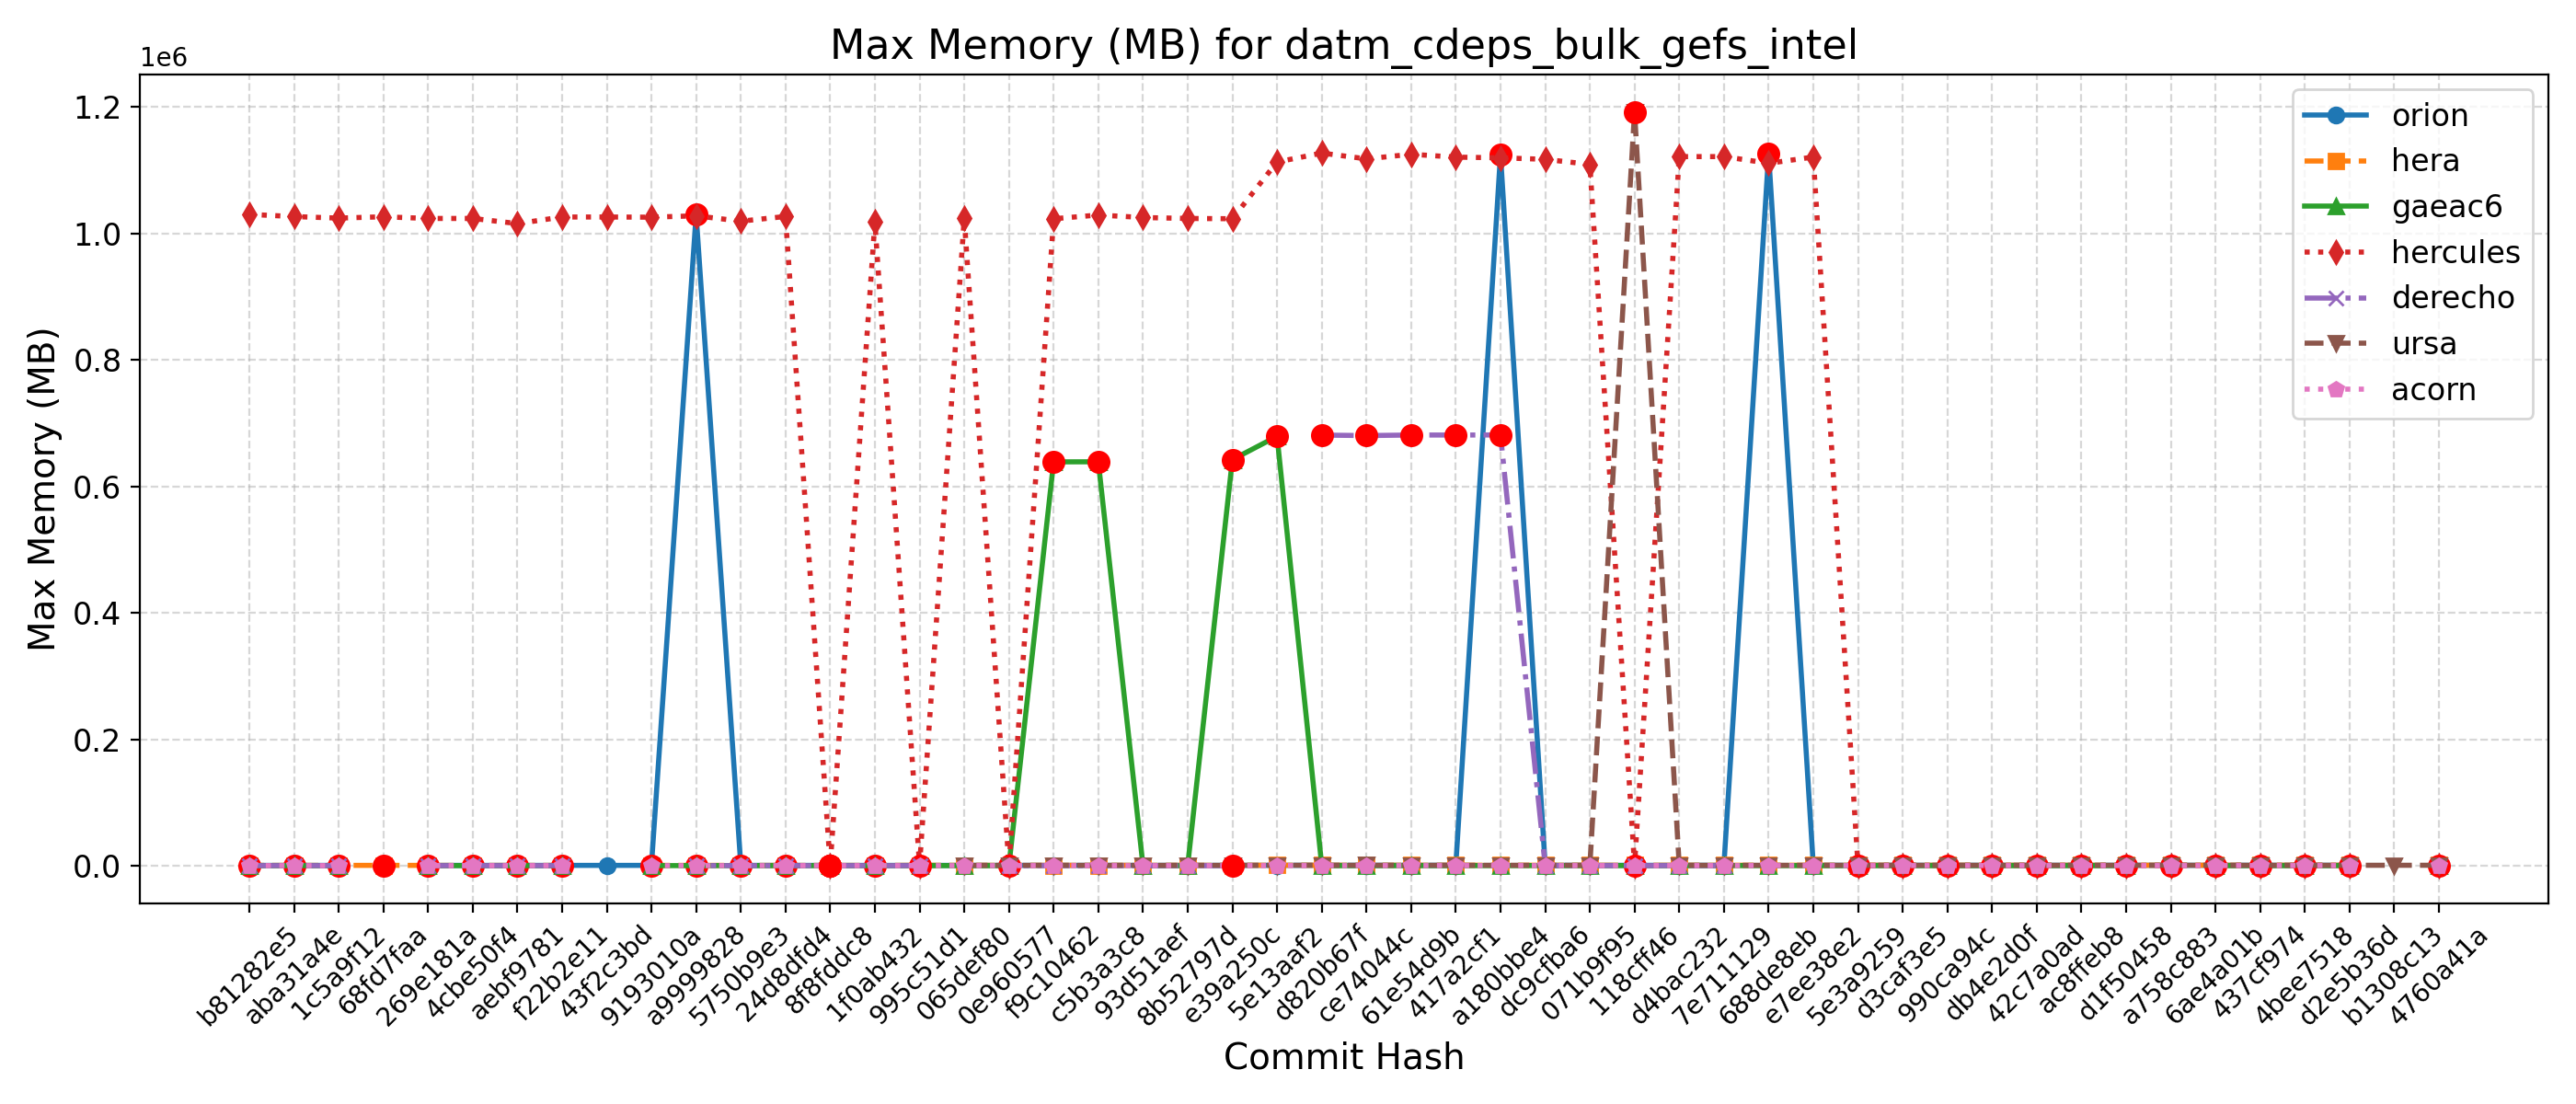 Max Memory (MB) for datm_cdeps_bulk_gefs_intel
1e6
1.2
1.0
0.8
0.6
0.4
0.2
0.0
Max Memory (MB)
orion
hera
gaeac6
hercules
derecho
ursa
acorn
b81282e5
aba31a4e
1c5a9f12
68fd7faa
269e181a
4cbe50f4
aebf9781
f22b2e11
43f2c3bd
9193010a
a9999828
5750b9e3
24d8dfd4
8f8fddc8
1f0ab432
995c51d1
065def80
0e960577
f9c10462
c5b3a3c8
93d51aef
8b52797d
e39a250c
5e13aaf2
d820b67f
ce74044c
61e54d9b
417a2cf1
a180bbe4
dc9cfba6
071b9f95
118cff46
d4bac232
7e711129
688de8eb
e7ee38e2
5e3a9259
d3caf3e5
990ca94c
db4e2d0f
42c7a0ad
ac8ffeb8
d1f50458
a758c883
6ae4a01b
437cf974
4bee7518
d2e5b36d
b1308c13
4760a41a
Commit Hash